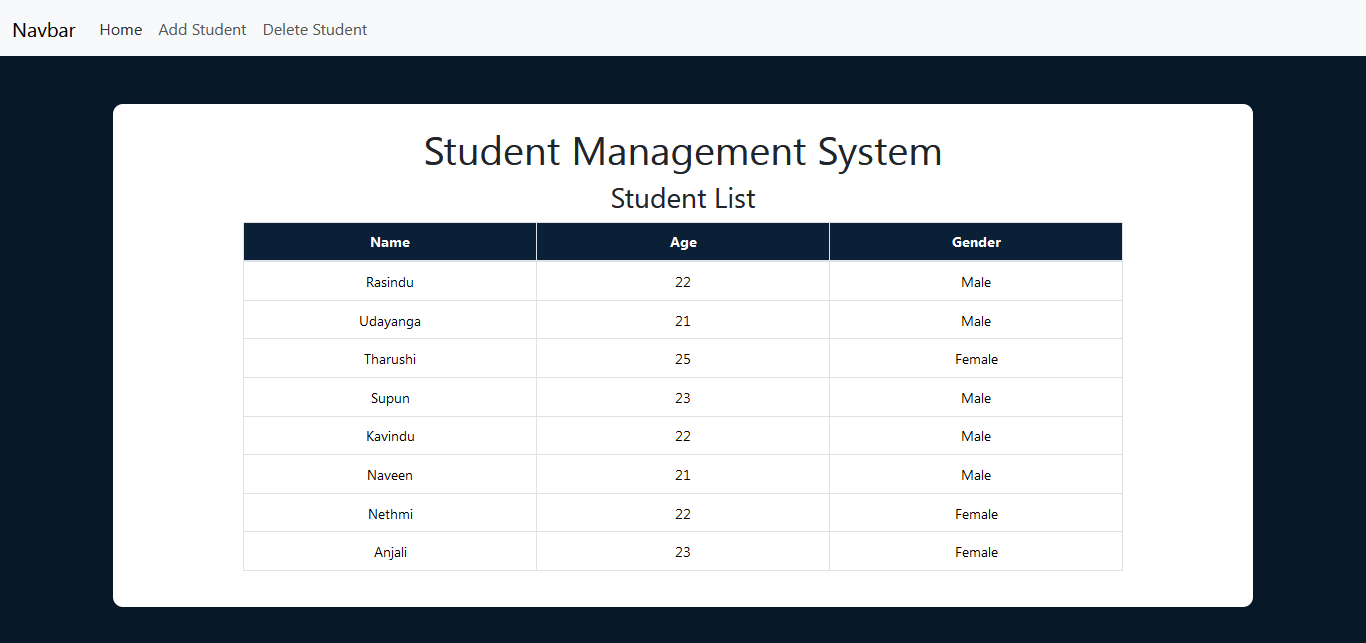 Navbar Home Add Student Delete Student
Student Management System
Student List
Name Age Gender
Rasindu 22 Male
Udayanga 21 Male
Tharushi 25 Female
Supun 23 Male
Kavindu 22 Male
Naveen 21 Male
Nethmi 22 Female
Anjali 23 Female